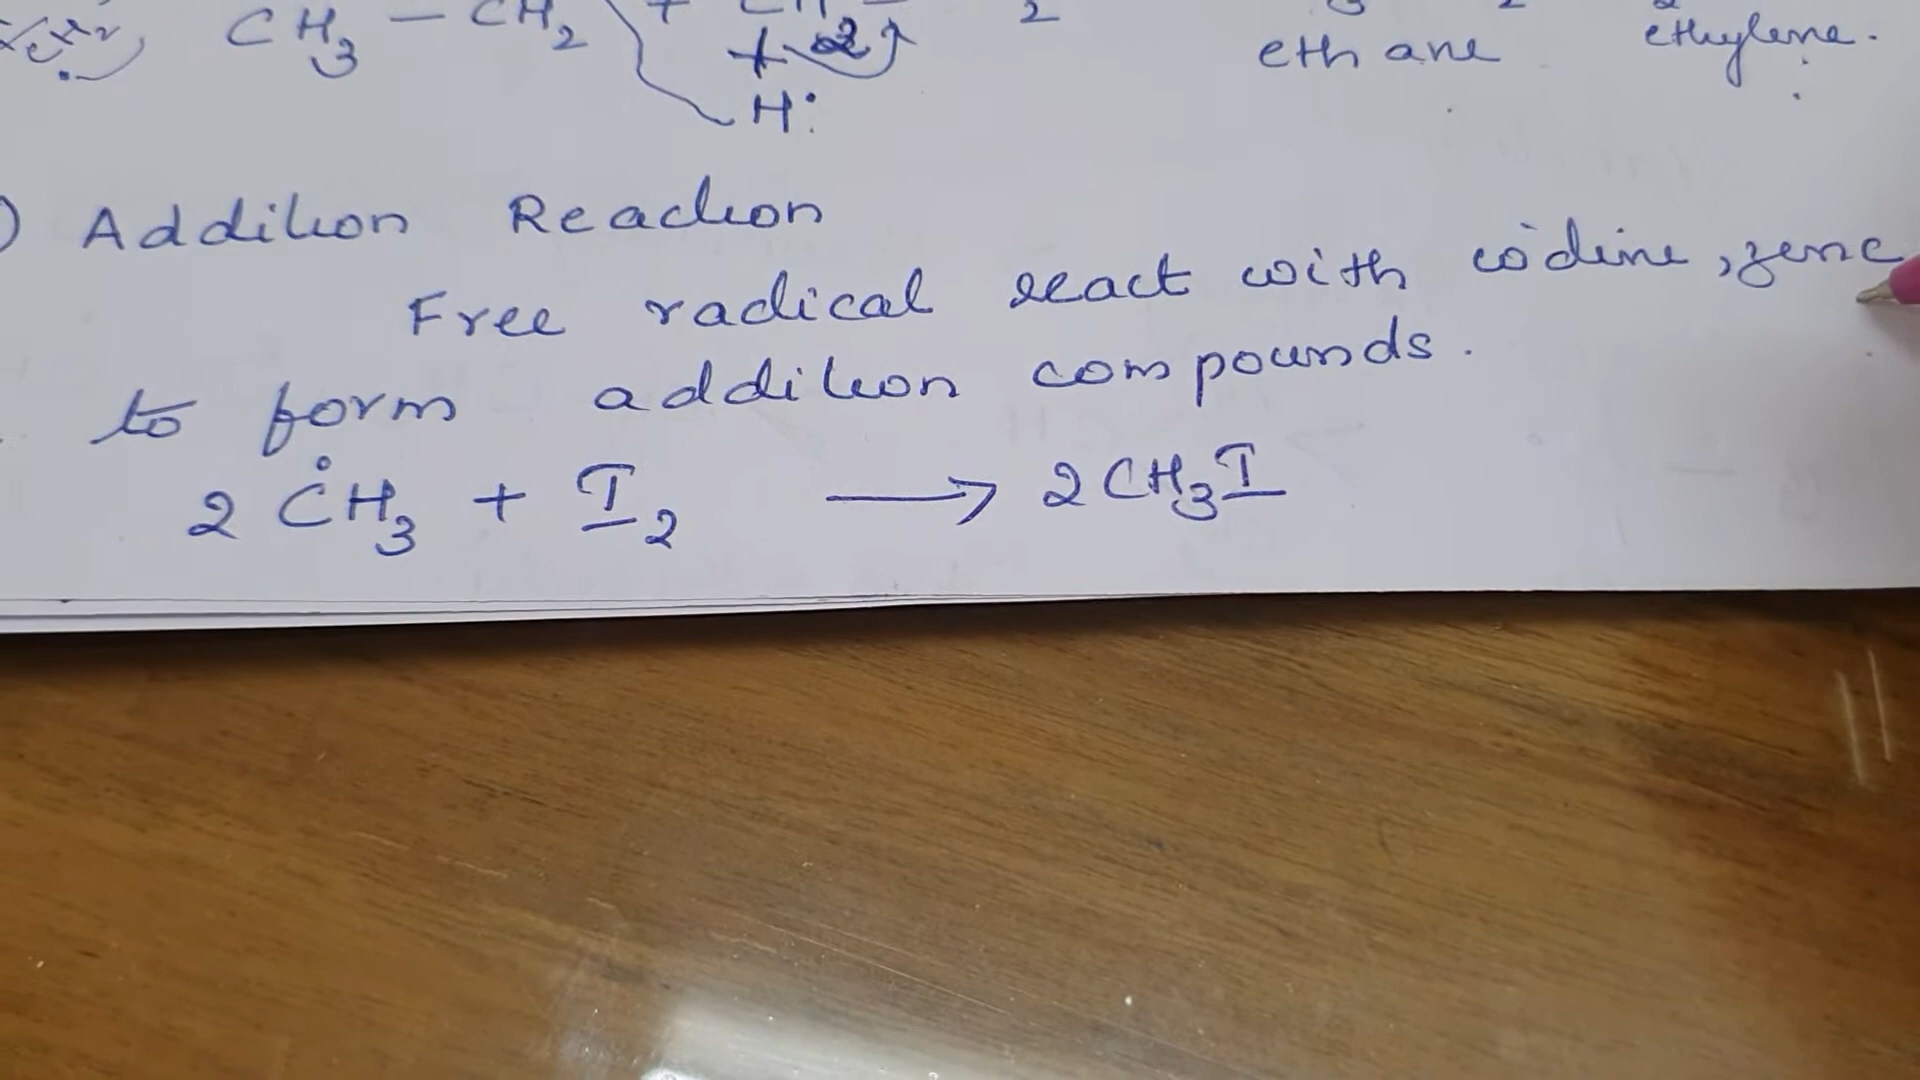 CH₃ — CH₂ + 2 ethane ethylene.
H•
Addition Reaction
Free radical react with iodine, zinc
to form addition compounds.
2 ĊH₃ + I₂ ⟶ 2CH₃I